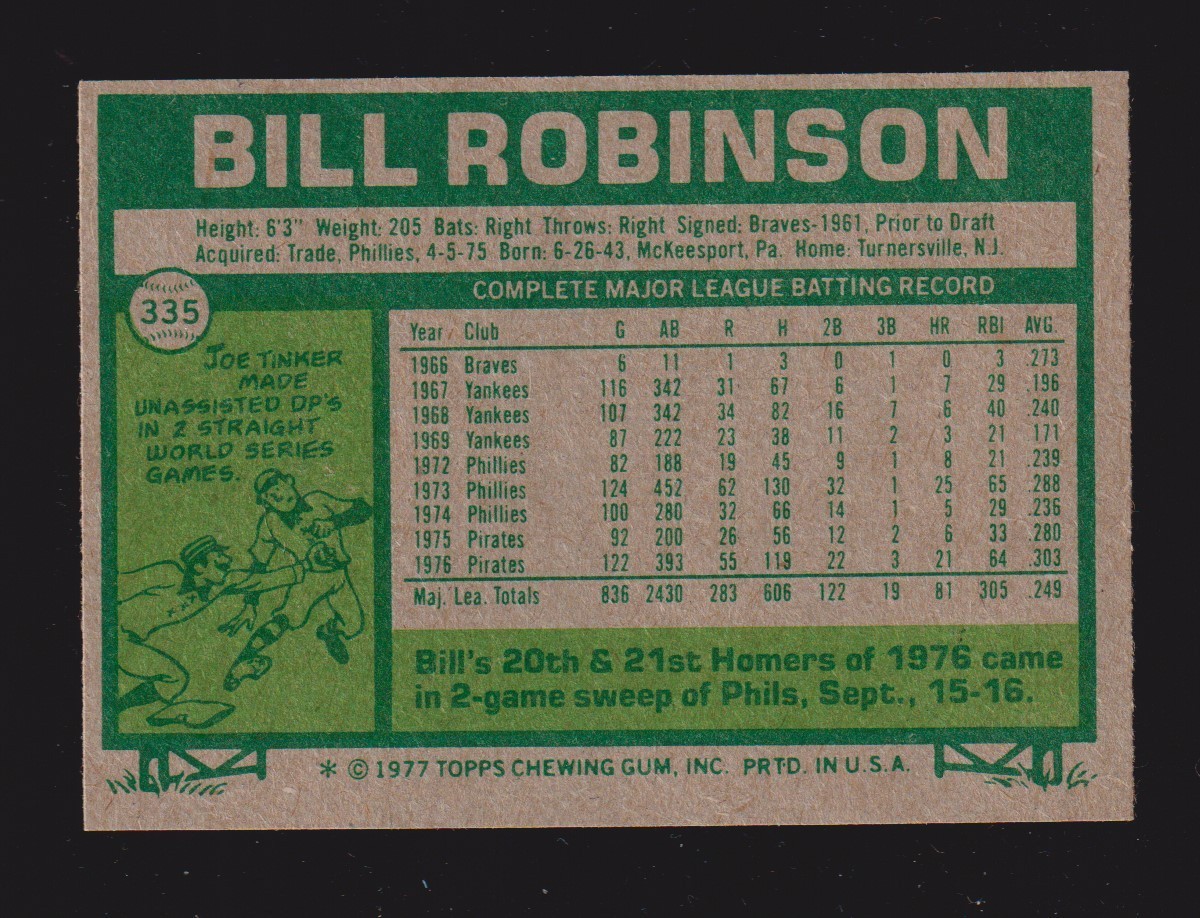 BILL ROBINSON
Height: 6'3" Weight: 205 Bats: Right Throws: Right Signed: Braves-1961, Prior to Draft
Acquired: Trade, Phillies, 4-5-75 Born: 6-26-43, McKeesport, Pa. Home: Turnersville, N.J.
335
JOE TINKER
MADE
UNASSISTED DP'S
IN 2 STRAIGHT
WORLD SERIES
GAMES.
COMPLETE MAJOR LEAGUE BATTING RECORD
Year Club G AB R H 2B 3B HR RBI AVG.
1966 Braves 6 11 1 3 0 1 0 3 .273
1967 Yankees 116 342 31 67 6 1 7 29 .196
1968 Yankees 107 342 34 82 16 7 6 40 .240
1969 Yankees 87 222 23 38 11 2 3 21 .171
1972 Phillies 82 188 19 45 9 1 8 21 .239
1973 Phillies 124 452 62 130 32 1 25 65 .288
1974 Phillies 100 280 32 66 14 1 5 29 .236
1975 Pirates 92 200 26 56 12 2 6 33 .280
1976 Pirates 122 393 55 119 22 3 21 64 .303
Maj. Lea. Totals 836 2430 283 606 122 19 81 305 .249
Bill's 20th & 21st Homers of 1976 came
in 2-game sweep of Phils, Sept., 15-16.
* © 1977 TOPPS CHEWING GUM, INC. PRTD. IN U.S.A.